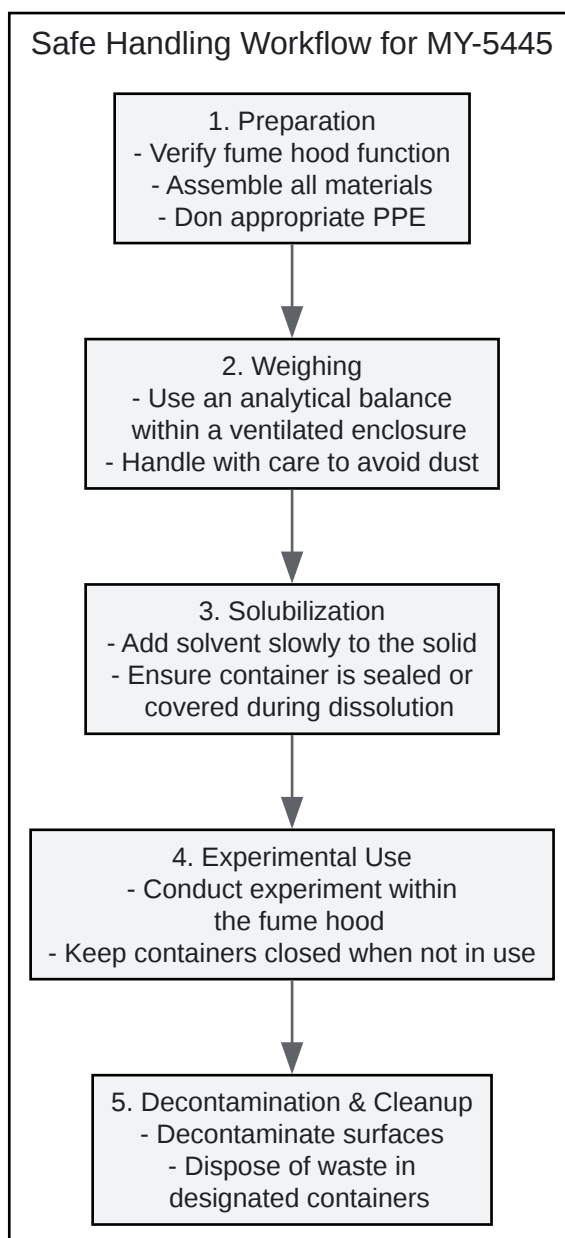 Safe Handling Workflow for MY-5445
1. Preparation
- Verify fume hood function
- Assemble all materials
- Don appropriate PPE
2. Weighing
- Use an analytical balance
within a ventilated enclosure
- Handle with care to avoid dust
3. Solubilization
- Add solvent slowly to the solid
- Ensure container is sealed or
covered during dissolution
4. Experimental Use
- Conduct experiment within
the fume hood
- Keep containers closed when not in use
5. Decontamination & Cleanup
- Decontaminate surfaces
- Dispose of waste in
designated containers